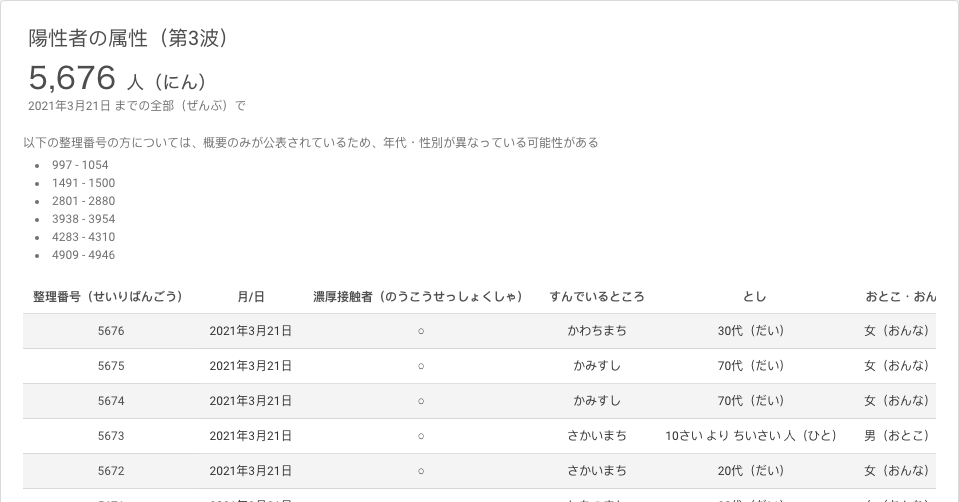 陽性者の属性（第3波）
5,676 人（にん）
2021年3月21日 までの全部（ぜんぶ）で
以下の整理番号の方については、概要のみが公表されているため、年代・性別が異なっている可能性がある
• 997 - 1054
• 1491 - 1500
• 2801 - 2880
• 3938 - 3954
• 4283 - 4310
• 4909 - 4946
整理番号（せいりばんごう） 月/日 濃厚接触者（のうこうせっしょくしゃ） すんでいるところ とし おとこ・おん
5676 2021年3月21日 ○ かわちまち 30代（だい） 女（おんな）
5675 2021年3月21日 ○ かみすし 70代（だい） 女（おんな）
5674 2021年3月21日 ○ かみすし 70代（だい） 女（おんな）
5673 2021年3月21日 ○ さかいまち 10さい より ちいさい 人（ひと） 男（おとこ）
5672 2021年3月21日 ○ さかいまち 20代（だい） 女（おんな）